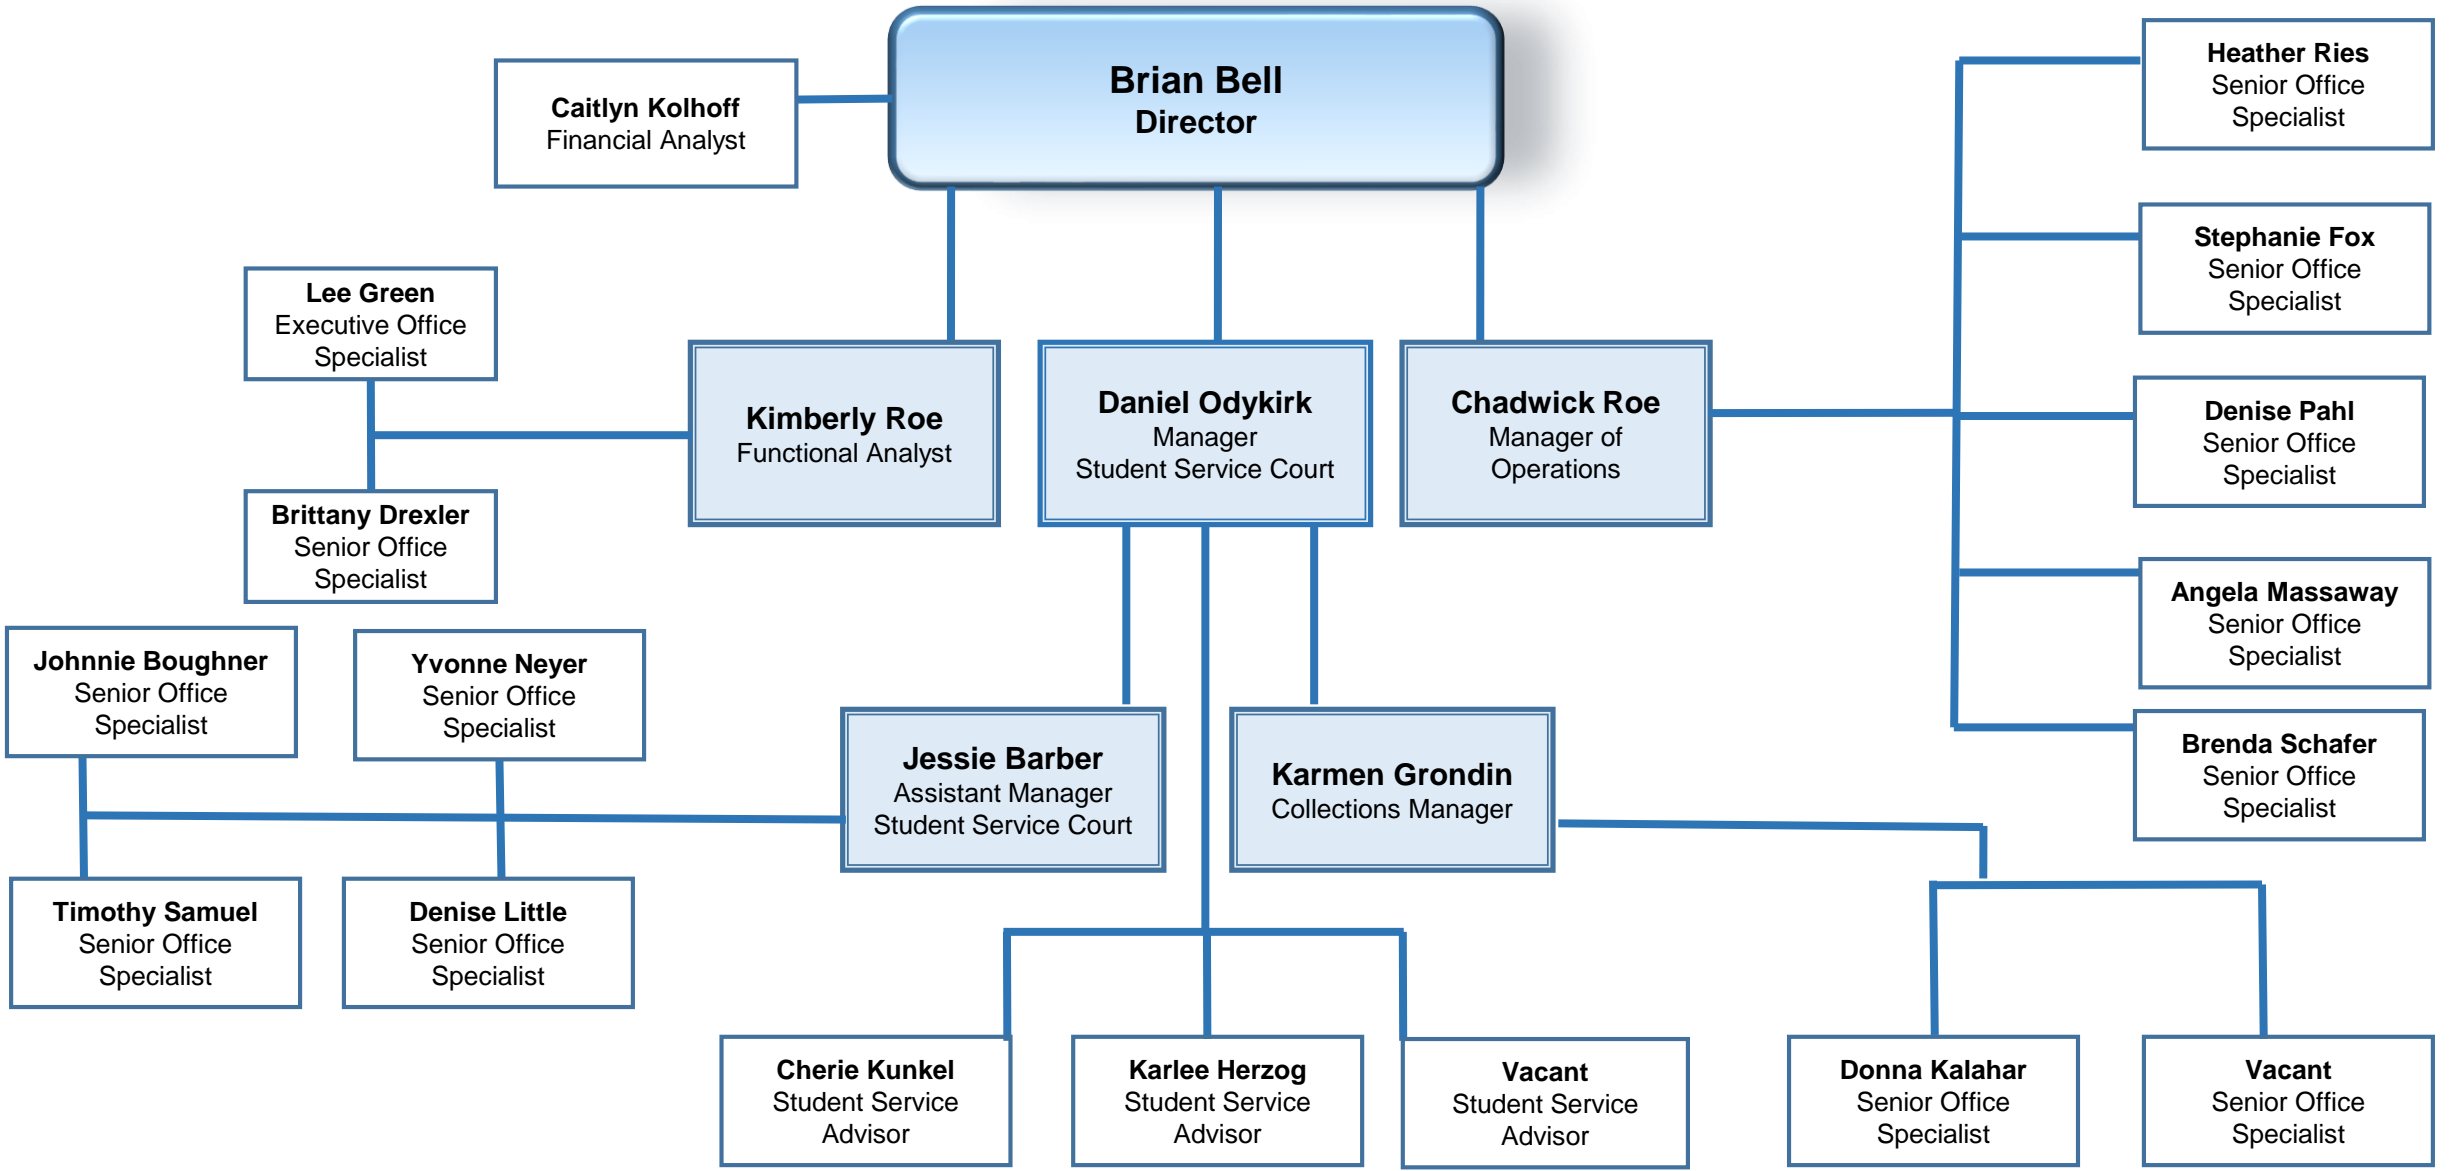 Brian Bell
Director
Caitlyn Kolhoff
Financial Analyst
Heather Ries
Senior Office
Specialist
Stephanie Fox
Senior Office
Specialist
Lee Green
Executive Office
Specialist
Kimberly Roe
Functional Analyst
Daniel Odykirk
Manager
Student Service Court
Chadwick Roe
Manager of
Operations
Denise Pahl
Senior Office
Specialist
Brittany Drexler
Senior Office
Specialist
Angela Massaway
Senior Office
Specialist
Johnnie Boughner
Senior Office
Specialist
Yvonne Neyer
Senior Office
Specialist
Jessie Barber
Assistant Manager
Student Service Court
Karmen Grondin
Collections Manager
Brenda Schafer
Senior Office
Specialist
Timothy Samuel
Senior Office
Specialist
Denise Little
Senior Office
Specialist
Cherie Kunkel
Student Service
Advisor
Karlee Herzog
Student Service
Advisor
Vacant
Student Service
Advisor
Donna Kalahar
Senior Office
Specialist
Vacant
Senior Office
Specialist